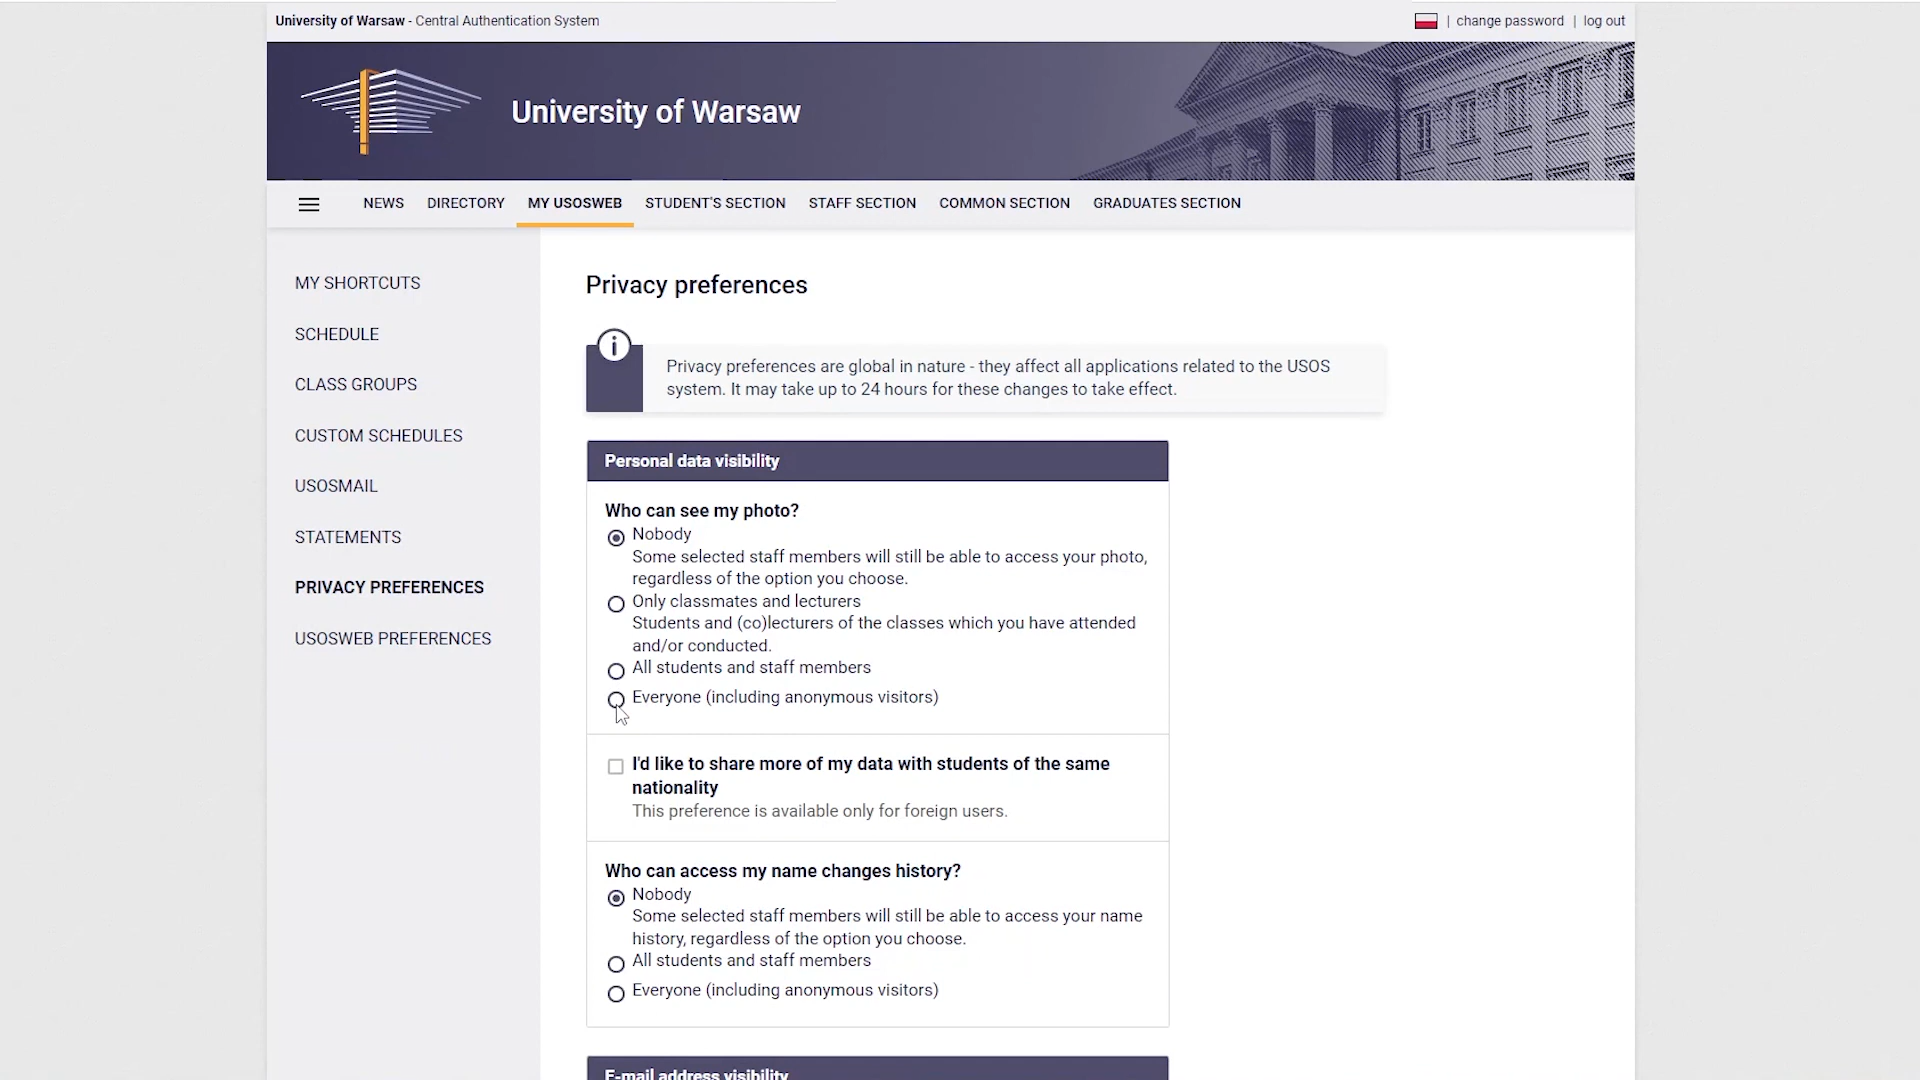 University of Warsaw - Central Authentication System
| change password | log out
University of Warsaw
NEWS DIRECTORY MY USOSWEB STUDENT'S SECTION STAFF SECTION COMMON SECTION GRADUATES SECTION
MY SHORTCUTS
SCHEDULE
CLASS GROUPS
CUSTOM SCHEDULES
USOSMAIL
STATEMENTS
PRIVACY PREFERENCES
USOSWEB PREFERENCES
Privacy preferences
i
Privacy preferences are global in nature - they affect all applications related to the USOS
system. It may take up to 24 hours for these changes to take effect.
Personal data visibility
Who can see my photo?
Nobody
Some selected staff members will still be able to access your photo,
regardless of the option you choose.
Only classmates and lecturers
Students and (co)lecturers of the classes which you have attended
and/or conducted.
All students and staff members
Everyone (including anonymous visitors)
I'd like to share more of my data with students of the same
nationality
This preference is available only for foreign users.
Who can access my name changes history?
Nobody
Some selected staff members will still be able to access your name
history, regardless of the option you choose.
All students and staff members
Everyone (including anonymous visitors)
E-mail address visibility